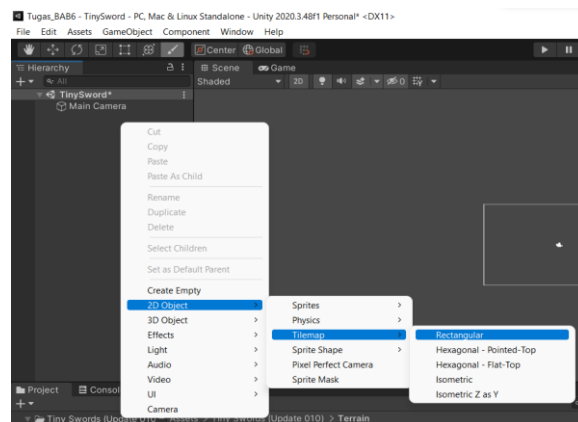 Tugas_BAB6 - TinySword - PC, Mac & Linux Standalone - Unity 2020.3.48f1 Personal* <DX11>
File Edit Assets GameObject Component Window Help
Center Global
Hierarchy
Scene Game
All
Shaded 2D 0
TinySword*
Main Camera
Cut
Copy
Paste
Paste As Child
Rename
Duplicate
Delete
Select Children
Set as Default Parent
Create Empty
2D Object
3D Object
Effects
Light
Audio
Video
UI
Camera
Sprites
Physics
Tilemap
Sprite Shape
Pixel Perfect Camera
Sprite Mask
Rectangular
Hexagonal - Pointed-Top
Hexagonal - Flat-Top
Isometric
Isometric Z as Y
Project Consol
Tiny Swords (Update 010) > Terrain